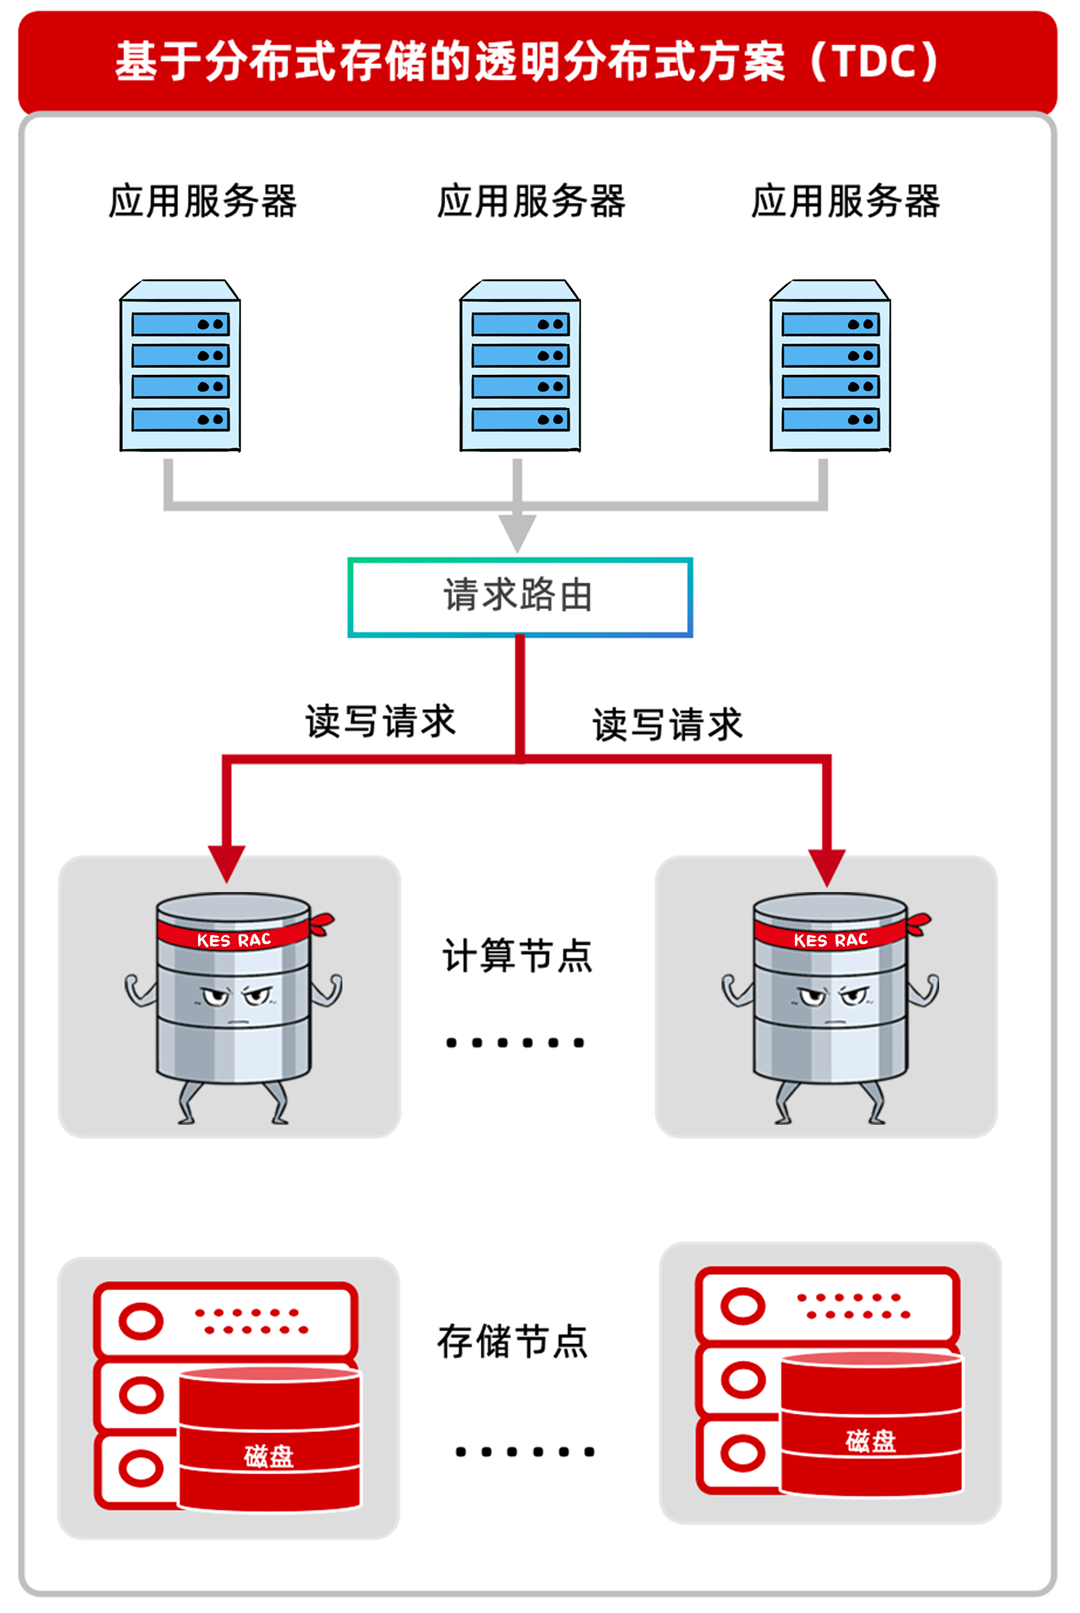 基于分布式存储的透明分布式方案（TDC）
应用服务器 应用服务器 应用服务器
请求路由
读写请求 读写请求
KES RAC KES RAC
计算节点
......
存储节点
磁盘 磁盘
......